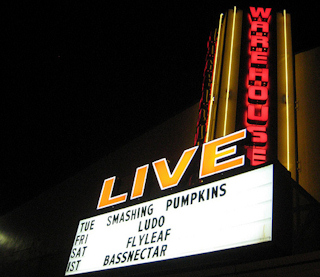 WAREHOUSE
LIVE
TUE SMASHING PUMPKINS
FRI LUDO
SAT FLYLEAF
1ST BASSNECTAR